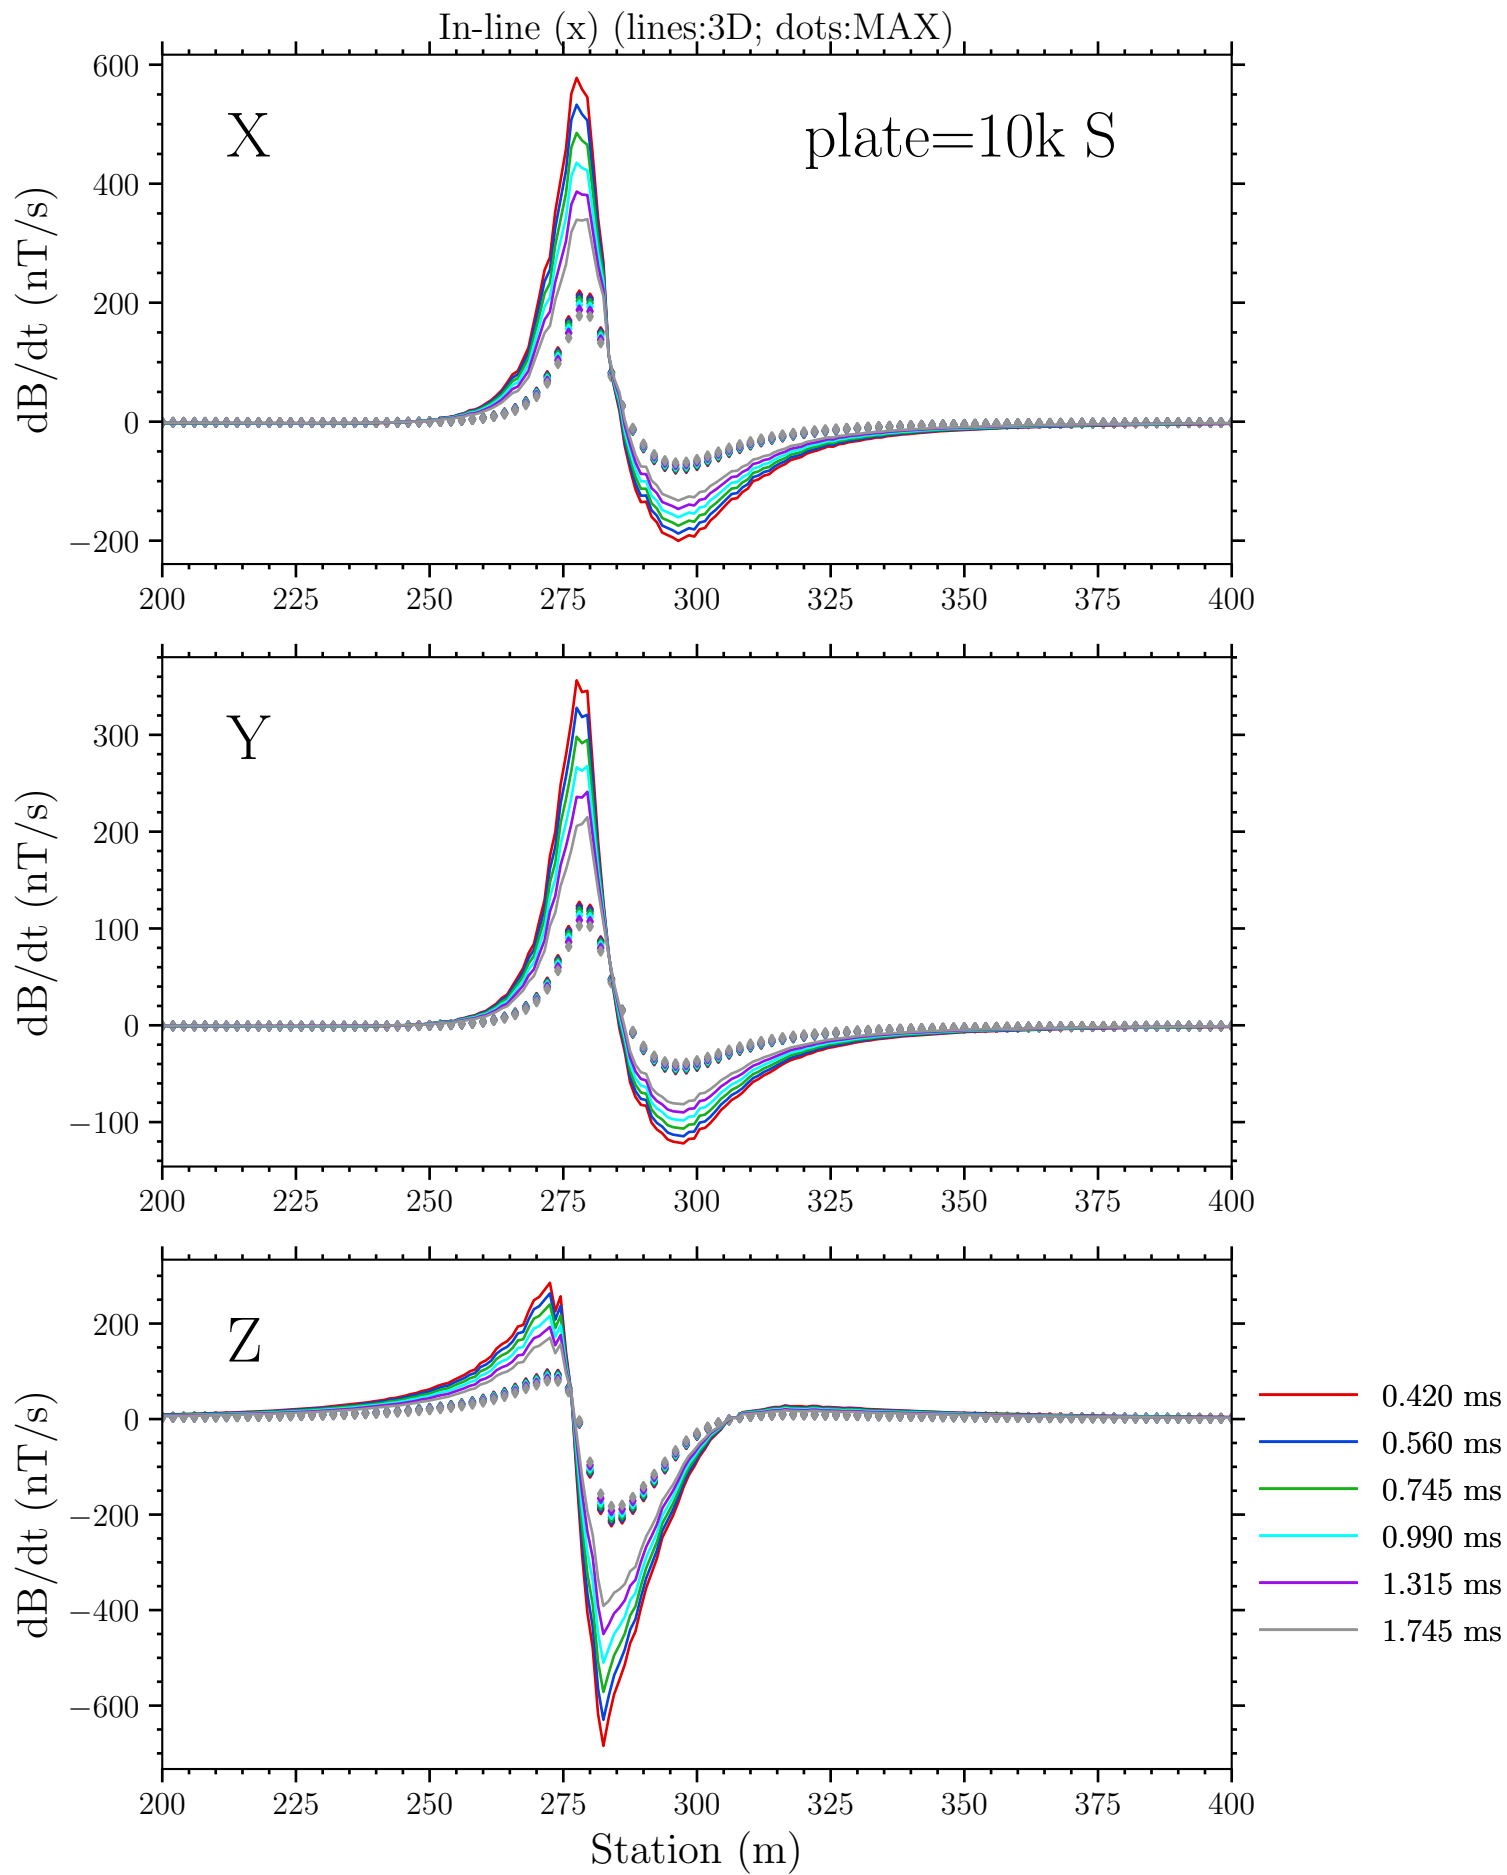 In-line (x) (lines:3D; dots:MAX)
X
plate=10k S
dB/dt (nT/s)
600
400
200
0
−200
200 225 250 275 300 325 350 375 400
Y
dB/dt (nT/s)
300
200
100
0
−100
200 225 250 275 300 325 350 375 400
Z
dB/dt (nT/s)
200
0
−200
−400
−600
200 225 250 275 300 325 350 375 400
Station (m)
0.420 ms
0.560 ms
0.745 ms
0.990 ms
1.315 ms
1.745 ms